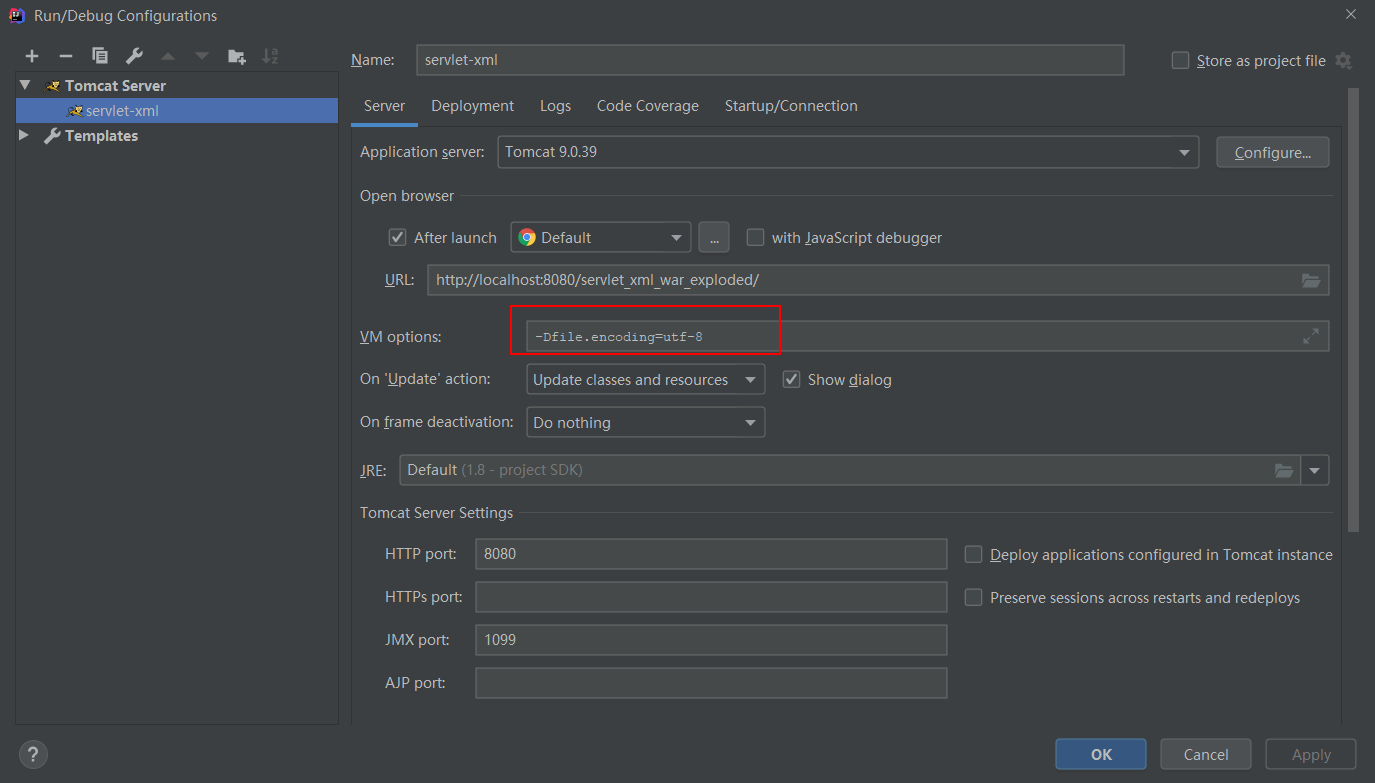 Run/Debug Configurations
Name: servlet-xml
Store as project file
Tomcat Server
servlet-xml
Templates
Server Deployment Logs Code Coverage Startup/Connection
Application server: Tomcat 9.0.39 Configure...
Open browser
After launch Default ... with JavaScript debugger
URL: http://localhost:8080/servlet_xml_war_exploded/
VM options: -Dfile.encoding=utf-8
On 'Update' action: Update classes and resources Show dialog
On frame deactivation: Do nothing
JRE: Default (1.8 - project SDK)
Tomcat Server Settings
HTTP port: 8080 Deploy applications configured in Tomcat instance
HTTPs port: Preserve sessions across restarts and redeploys
JMX port: 1099
AJP port:
? OK Cancel Apply